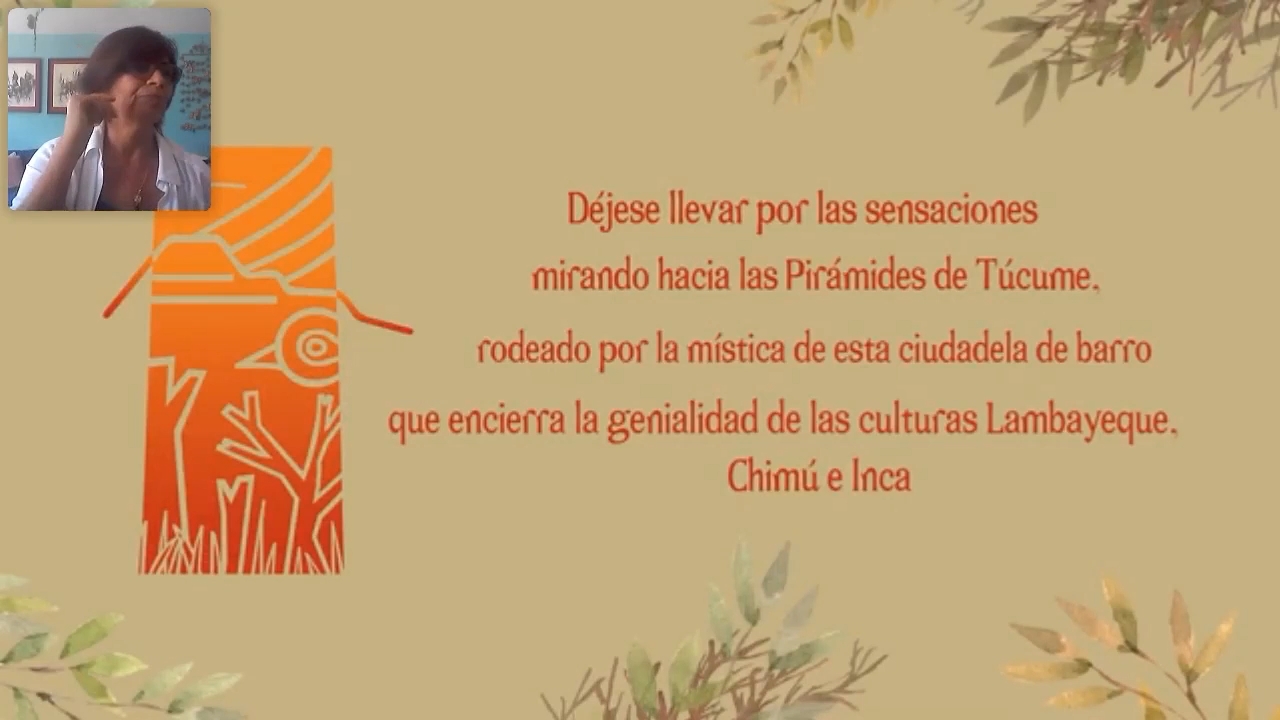 Déjese llevar por las sensaciones
mirando hacia las Pirámides de Túcume,
rodeado por la mística de esta ciudadela de barro
que encierra la genialidad de las culturas Lambayeque,
Chimú e Inca